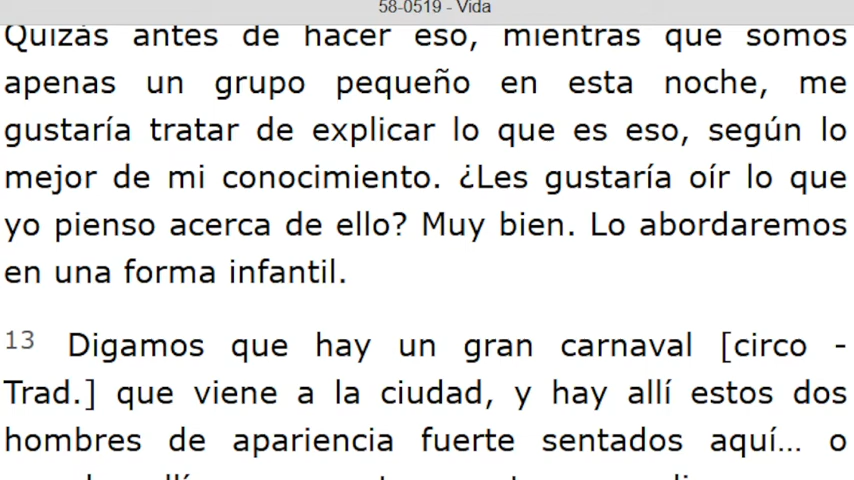 58-0519 - Vida
Quizás antes de hacer eso, mientras que somos
apenas un grupo pequeño en esta noche, me
gustaría tratar de explicar lo que es eso, según lo
mejor de mi conocimiento. ¿Les gustaría oír lo que
yo pienso acerca de ello? Muy bien. Lo abordaremos
en una forma infantil.
13 Digamos que hay un gran carnaval [circo -
Trad.] que viene a la ciudad, y hay allí estos dos
hombres de apariencia fuerte sentados aquí... o